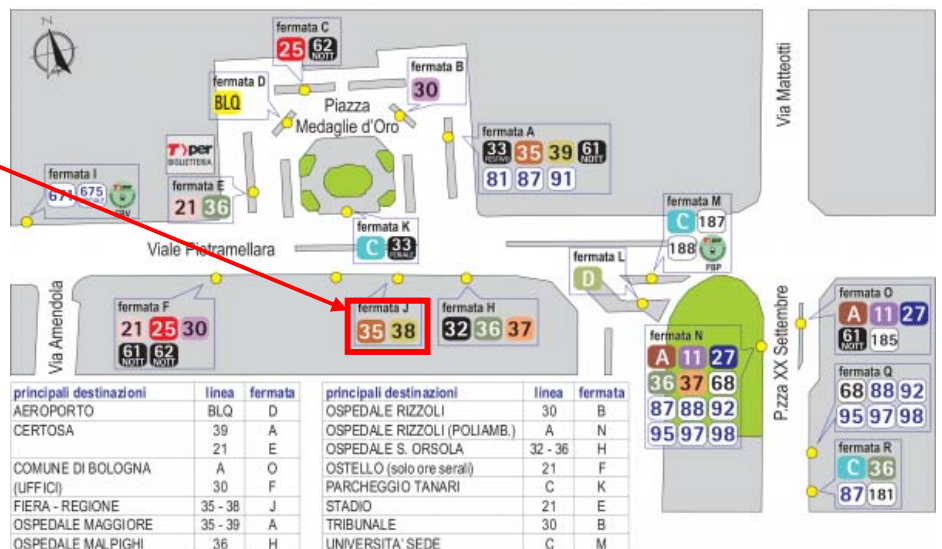 N
fermata C
25 62
NOTT
fermata D
BLQ
fermata B
30
Piazza
Medaglie d'Oro
Via Matteotti
fermata A
33 35 39 61
FESTIVO NOTT
81 87 91
T>per
BIGLIETTERIA
fermata I
671 675
fermata E
21 36
fermata K
C 33
FERIALE
fermata M
C 187
188
FBP
Viale Pietramellara
fermata L
D
Via Amendola
fermata F
21 25 30
61 62
NOTT NOTT
fermata J
35 38
fermata H
32 36 37
fermata N
A 11 27
36 37 68
87 88 92
95 97 98
P.zza XX Settembre
fermata O
A 11 27
61 185
NOTT
fermata Q
68 88 92
95 97 98
fermata R
C 36
87 181
principali destinazioni linea fermata
AEROPORTO BLQ D
CERTOSA 39 A
21 E
COMUNE DI BOLOGNA A O
(UFFICI) 30 F
FIERA - REGIONE 35 - 38 J
OSPEDALE MAGGIORE 35 - 39 A
OSPEDALE MALPIGHI 36 H
principali destinazioni linea fermata
OSPEDALE RIZZOLI 30 B
OSPEDALE RIZZOLI (POLIAMB.) A N
OSPEDALE S. ORSOLA 32 - 36 H
OSTELLO (solo ore serali) 21 F
PARCHEGGIO TANARI C K
STADIO 21 E
TRIBUNALE 30 B
UNIVERSITA' SEDE C M